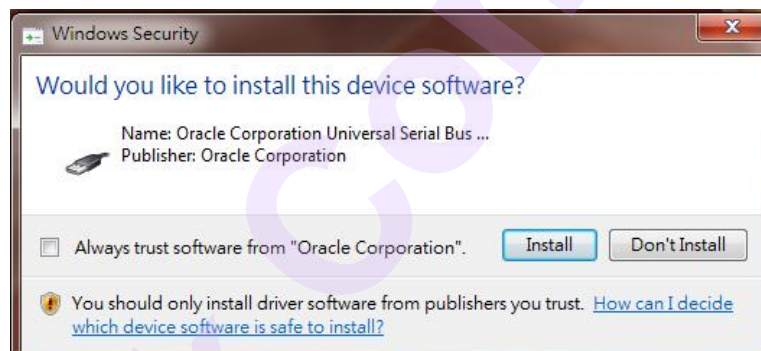 Windows Security
Would you like to install this device software?
Name: Oracle Corporation Universal Serial Bus ...
Publisher: Oracle Corporation
Always trust software from "Oracle Corporation".
Install
Don't Install
You should only install driver software from publishers you trust. How can I decide
which device software is safe to install?